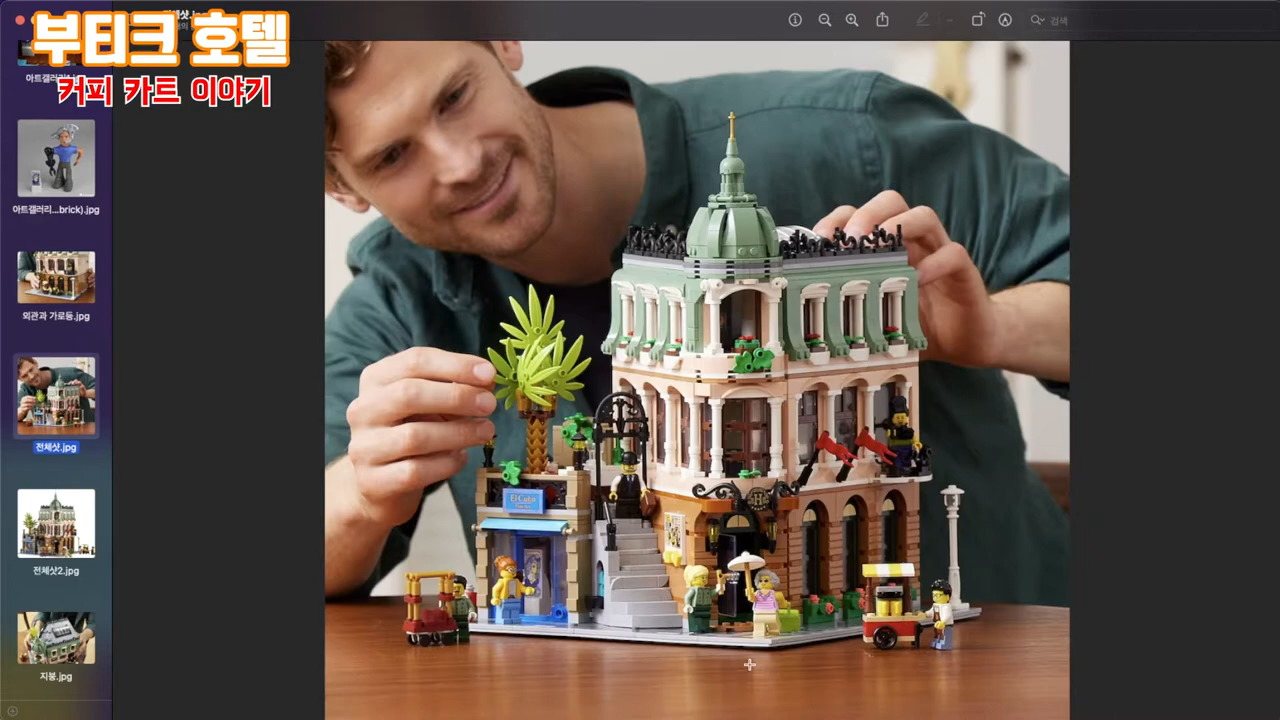 부티크 호텔
커피 카트 이야기
검색
아트갤러리...brick).jpg
외관과 가로등.jpg
전체샷.jpg
전체샷2.jpg
지붕.jpg
El Cubo
H